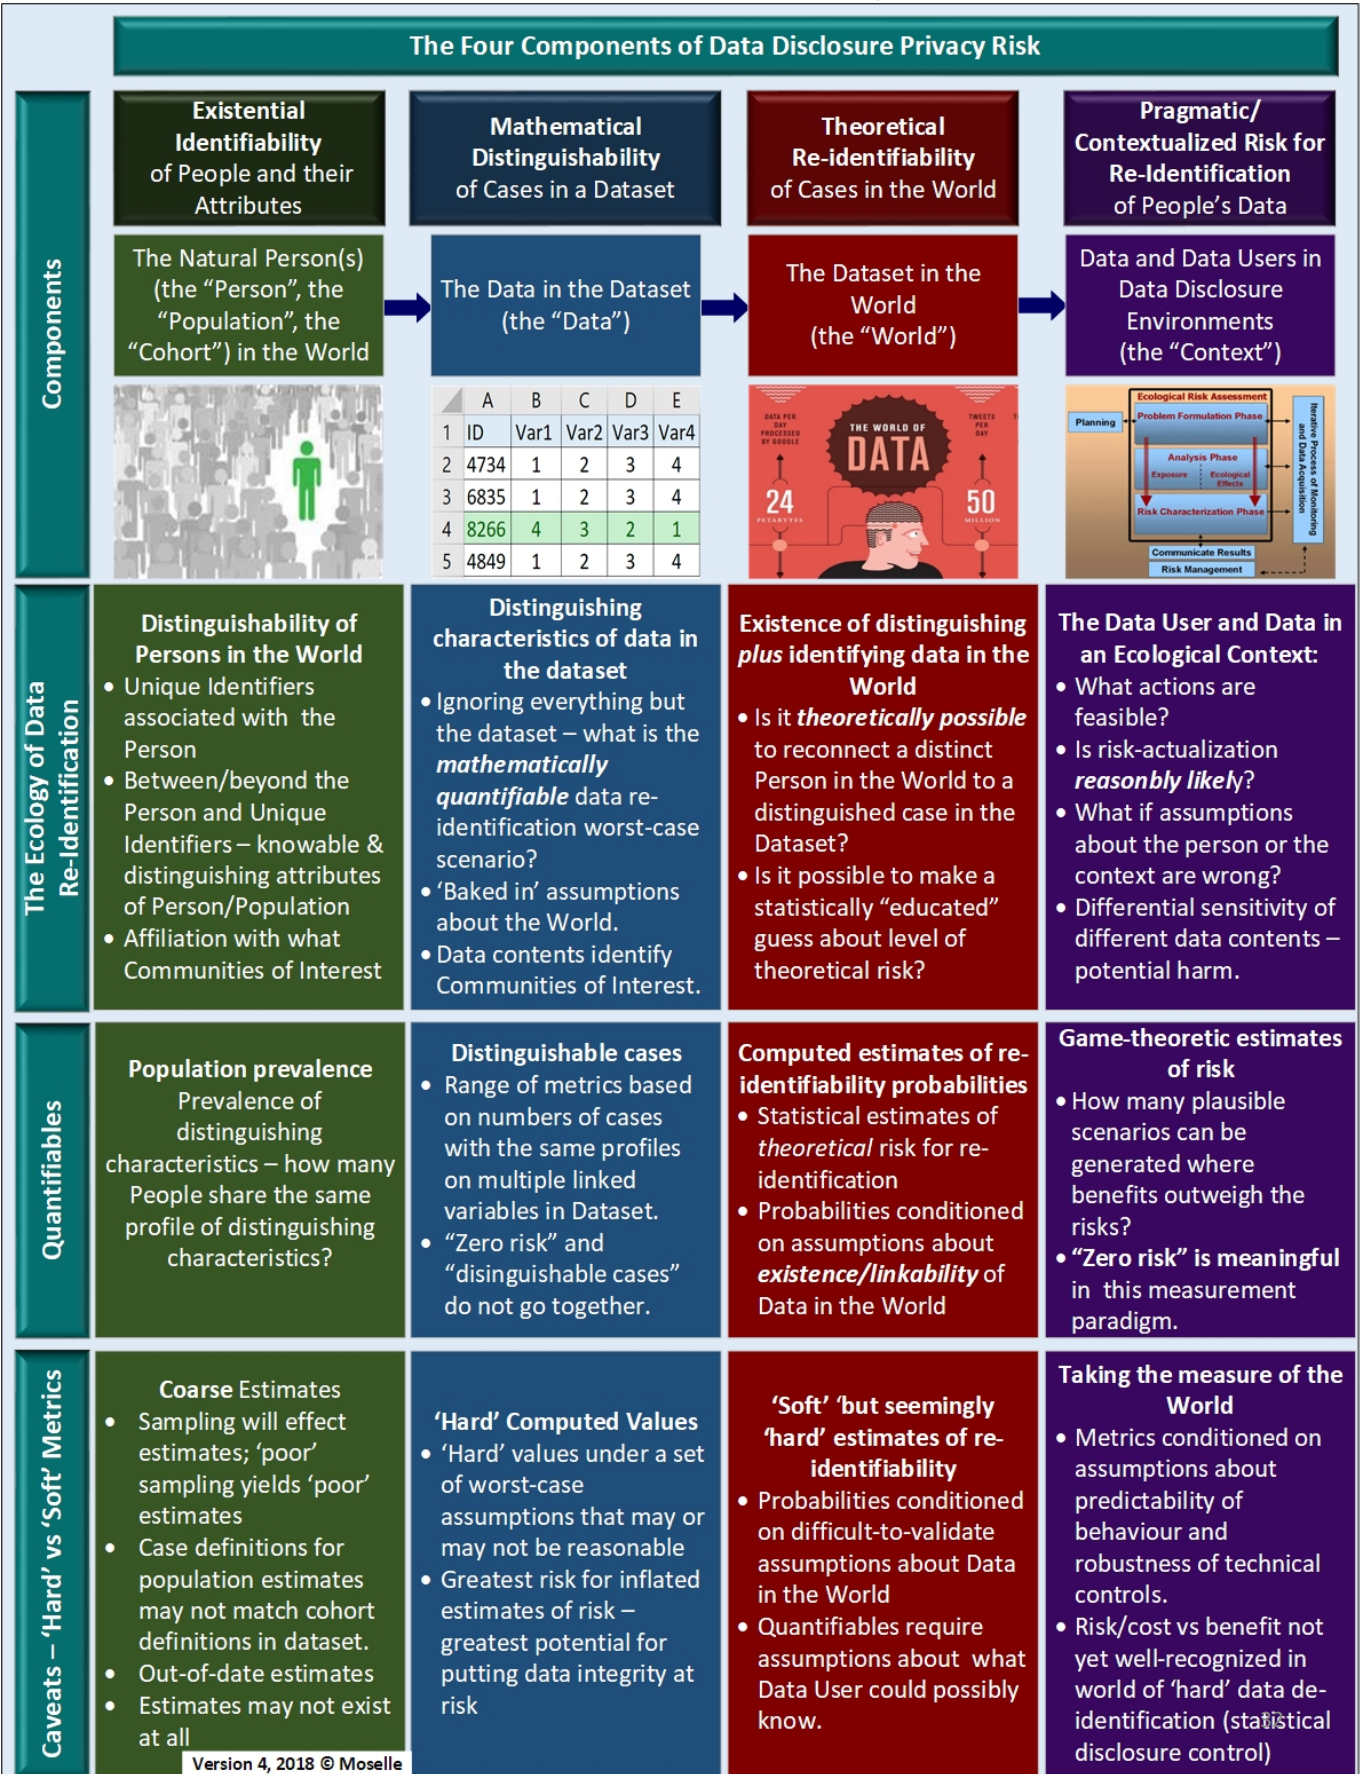 The Four Components of Data Disclosure Privacy Risk
Components
Existential
Identifiability
of People and their
Attributes
Mathematical
Distinguishability
of Cases in a Dataset
Theoretical
Re-identifiability
of Cases in the World
Pragmatic/
Contextualized Risk for
Re-Identification
of People's Data
The Natural Person(s)
(the “Person”, the
“Population”, the
“Cohort”) in the World
The Data in the Dataset
(the “Data”)
The Dataset in the
World
(the “World”)
Data and Data Users in
Data Disclosure
Environments
(the “Context”)
A B C D E
1 ID Var1 Var2 Var3 Var4
2 4734 1 2 3 4
3 6835 1 2 3 4
4 8266 4 3 2 1
5 4849 1 2 3 4
DATA PER
DAY
PROCESSED
BY GOOGLE
24
PETABYTES
THE WORLD OF
DATA
TWEETS
PER
DAY
50
MILLION
Ecological Risk Assessment
Planning
Problem Formulation Phase
Analysis Phase
Exposure
Ecological
Effects
Risk Characterization Phase
Communicate Results
Risk Management
Iterative Process of Monitoring
and Data Acquisition
The Ecology of Data
Re-Identification
Distinguishability of
Persons in the World
• Unique Identifiers
associated with the
Person
• Between/beyond the
Person and Unique
Identifiers – knowable &
distinguishing attributes
of Person/Population
• Affiliation with what
Communities of Interest
Distinguishing
characteristics of data in
the dataset
• Ignoring everything but
the dataset – what is the
mathematically
quantifiable data re-
identification worst-case
scenario?
• ‘Baked in’ assumptions
about the World.
• Data contents identify
Communities of Interest.
Existence of distinguishing
plus identifying data in the
World
• Is it theoretically possible
to reconnect a distinct
Person in the World to a
distinguished case in the
Dataset?
• Is it possible to make a
statistically “educated”
guess about level of
theoretical risk?
The Data User and Data in
an Ecological Context:
• What actions are
feasible?
• Is risk-actualization
reasonbly likely?
• What if assumptions
about the person or the
context are wrong?
• Differential sensitivity of
different data contents –
potential harm.
Quantifiables
Population prevalence
Prevalence of
distinguishing
characteristics – how many
People share the same
profile of distinguishing
characteristics?
Distinguishable cases
• Range of metrics based
on numbers of cases
with the same profiles
on multiple linked
variables in Dataset.
• “Zero risk” and
“disinguishable cases”
do not go together.
Computed estimates of re-
identifiability probabilities
• Statistical estimates of
theoretical risk for re-
identification
• Probabilities conditioned
on assumptions about
existence/linkability of
Data in the World
Game-theoretic estimates
of risk
• How many plausible
scenarios can be
generated where
benefits outweigh the
risks?
• “Zero risk” is meaningful
in this measurement
paradigm.
Caveats – ‘Hard’ vs ‘Soft’ Metrics
Coarse Estimates
• Sampling will effect
estimates; ‘poor’
sampling yields ‘poor’
estimates
• Case definitions for
population estimates
may not match cohort
definitions in dataset.
• Out-of-date estimates
• Estimates may not exist
at all
‘Hard’ Computed Values
• ‘Hard’ values under a set
of worst-case
assumptions that may or
may not be reasonable
• Greatest risk for inflated
estimates of risk –
greatest potential for
putting data integrity at
risk
‘Soft’ ‘but seemingly
‘hard’ estimates of re-
identifiability
• Probabilities conditioned
on difficult-to-validate
assumptions about Data
in the World
• Quantifiables require
assumptions about what
Data User could possibly
know.
Taking the measure of the
World
• Metrics conditioned on
assumptions about
predictability of
behaviour and
robustness of technical
controls.
• Risk/cost vs benefit not
yet well-recognized in
world of ‘hard’ data de-
identification (statistical
disclosure control)
Version 4, 2018 © Moselle